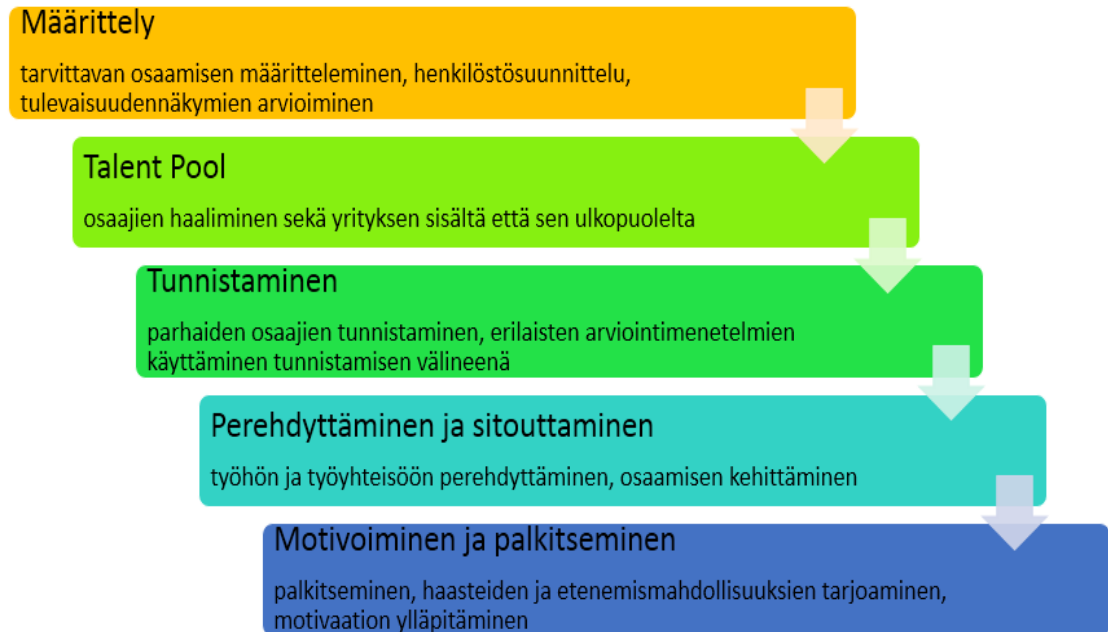 Määrittely
tarvittavan osaamisen määritteleminen, henkilöstösuunnittelu,
tulevaisuudennäkymien arvioiminen
Talent Pool
osaajien haaliminen sekä yrityksen sisältä että sen ulkopuolelta
Tunnistaminen
parhaiden osaajien tunnistaminen, erilaisten arviointimenetelmien
käyttäminen tunnistamisen välineenä
Perehdyttäminen ja sitouttaminen
työhön ja työyhteisöön perehdyttäminen, osaamisen kehittäminen
Motivoiminen ja palkitseminen
palkitseminen, haasteiden ja etenemismahdollisuuksien tarjoaminen,
motivaation ylläpitäminen